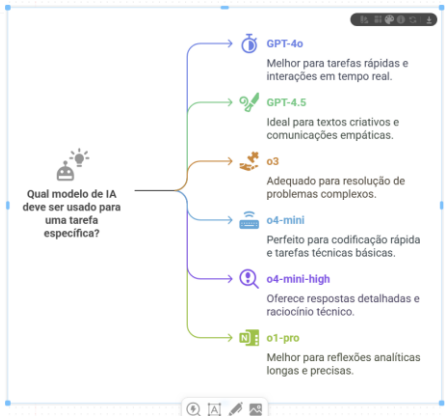 Qual modelo de IA
deve ser usado para
uma tarefa
específica?
GPT-4o
Melhor para tarefas rápidas e
interações em tempo real.
GPT-4.5
Ideal para textos criativos e
comunicações empáticas.
o3
Adequado para resolução de
problemas complexos.
o4-mini
Perfeito para codificação rápida
e tarefas técnicas básicas.
o4-mini-high
Oferece respostas detalhadas e
raciocínio técnico.
o1-pro
Melhor para reflexões analíticas
longas e precisas.